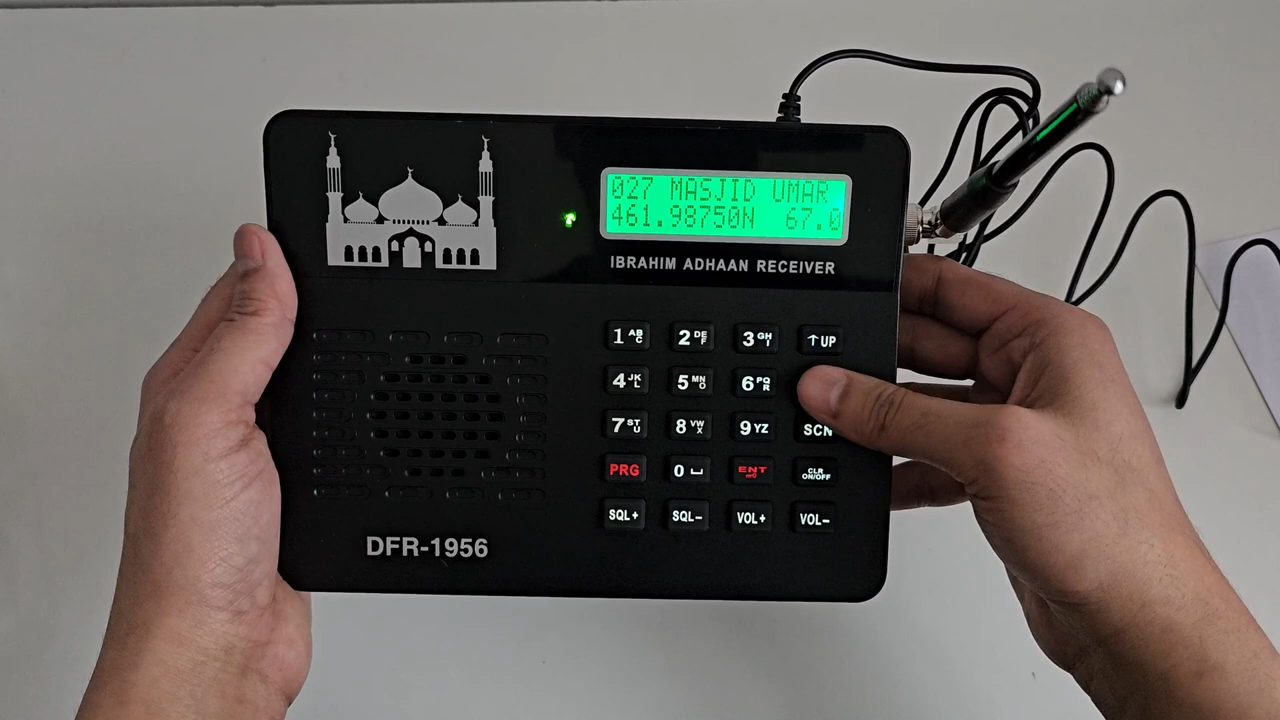 027 MASJID UMAR
461.98750N 67.0
IBRAHIM ADHAAN RECEIVER
1 ABC 2 DEF 3 GHI ↑UP
4 JKL 5 MNO 6 PQR
7 STU 8 VWX 9 YZ SCN
PRG 0 ENT CLR ON/OFF
SQL+ SQL− VOL+ VOL−
DFR-1956